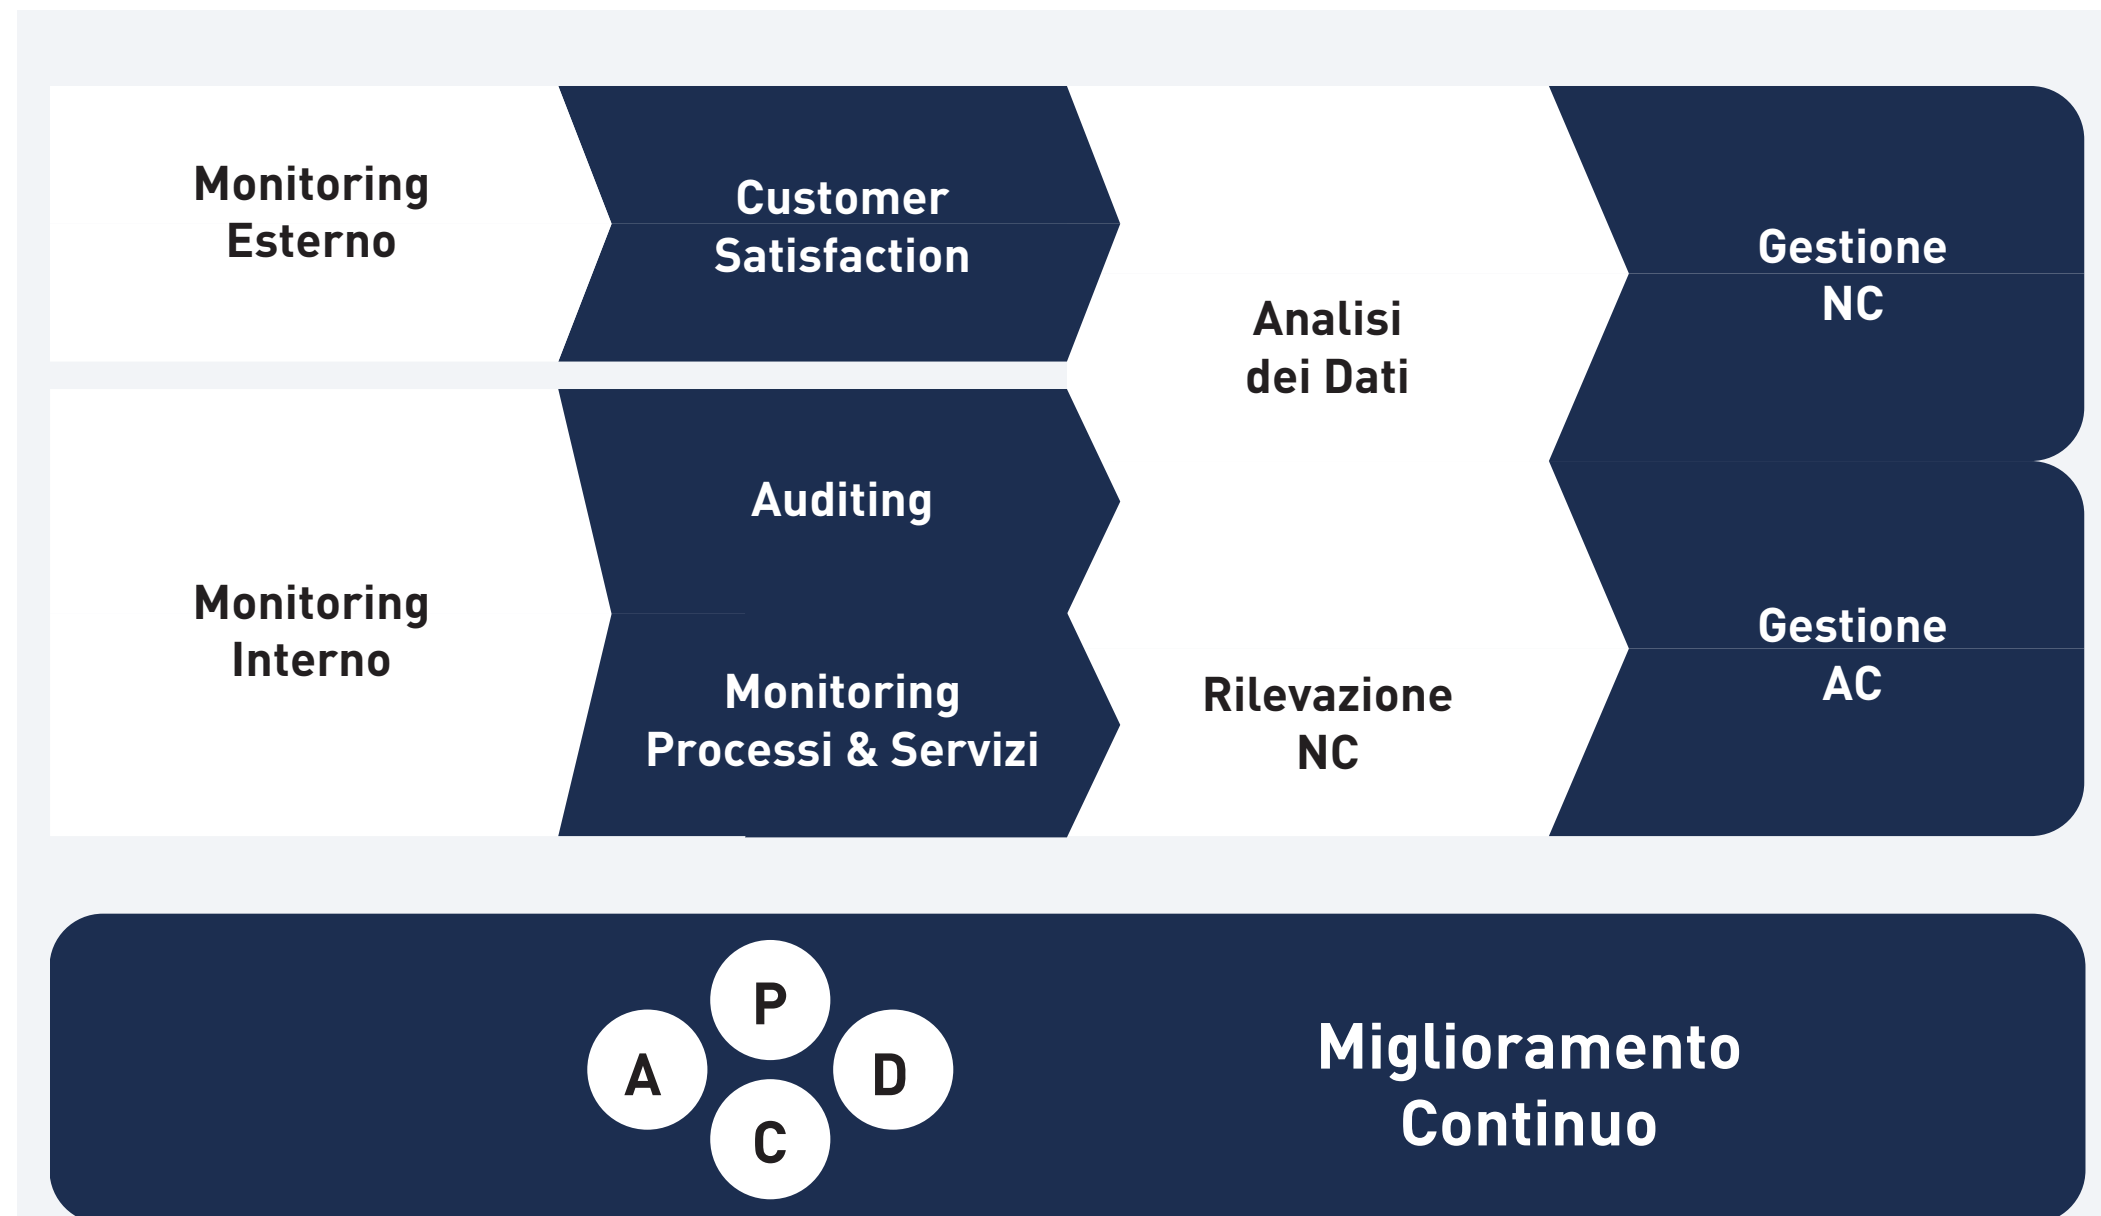 Monitoring
Esterno
Customer
Satisfaction
Analisi
dei Dati
Gestione
NC
Monitoring
Interno
Auditing
Monitoring
Processi & Servizi
Rilevazione
NC
Gestione
AC
P
A
D
C
Miglioramento
Continuo